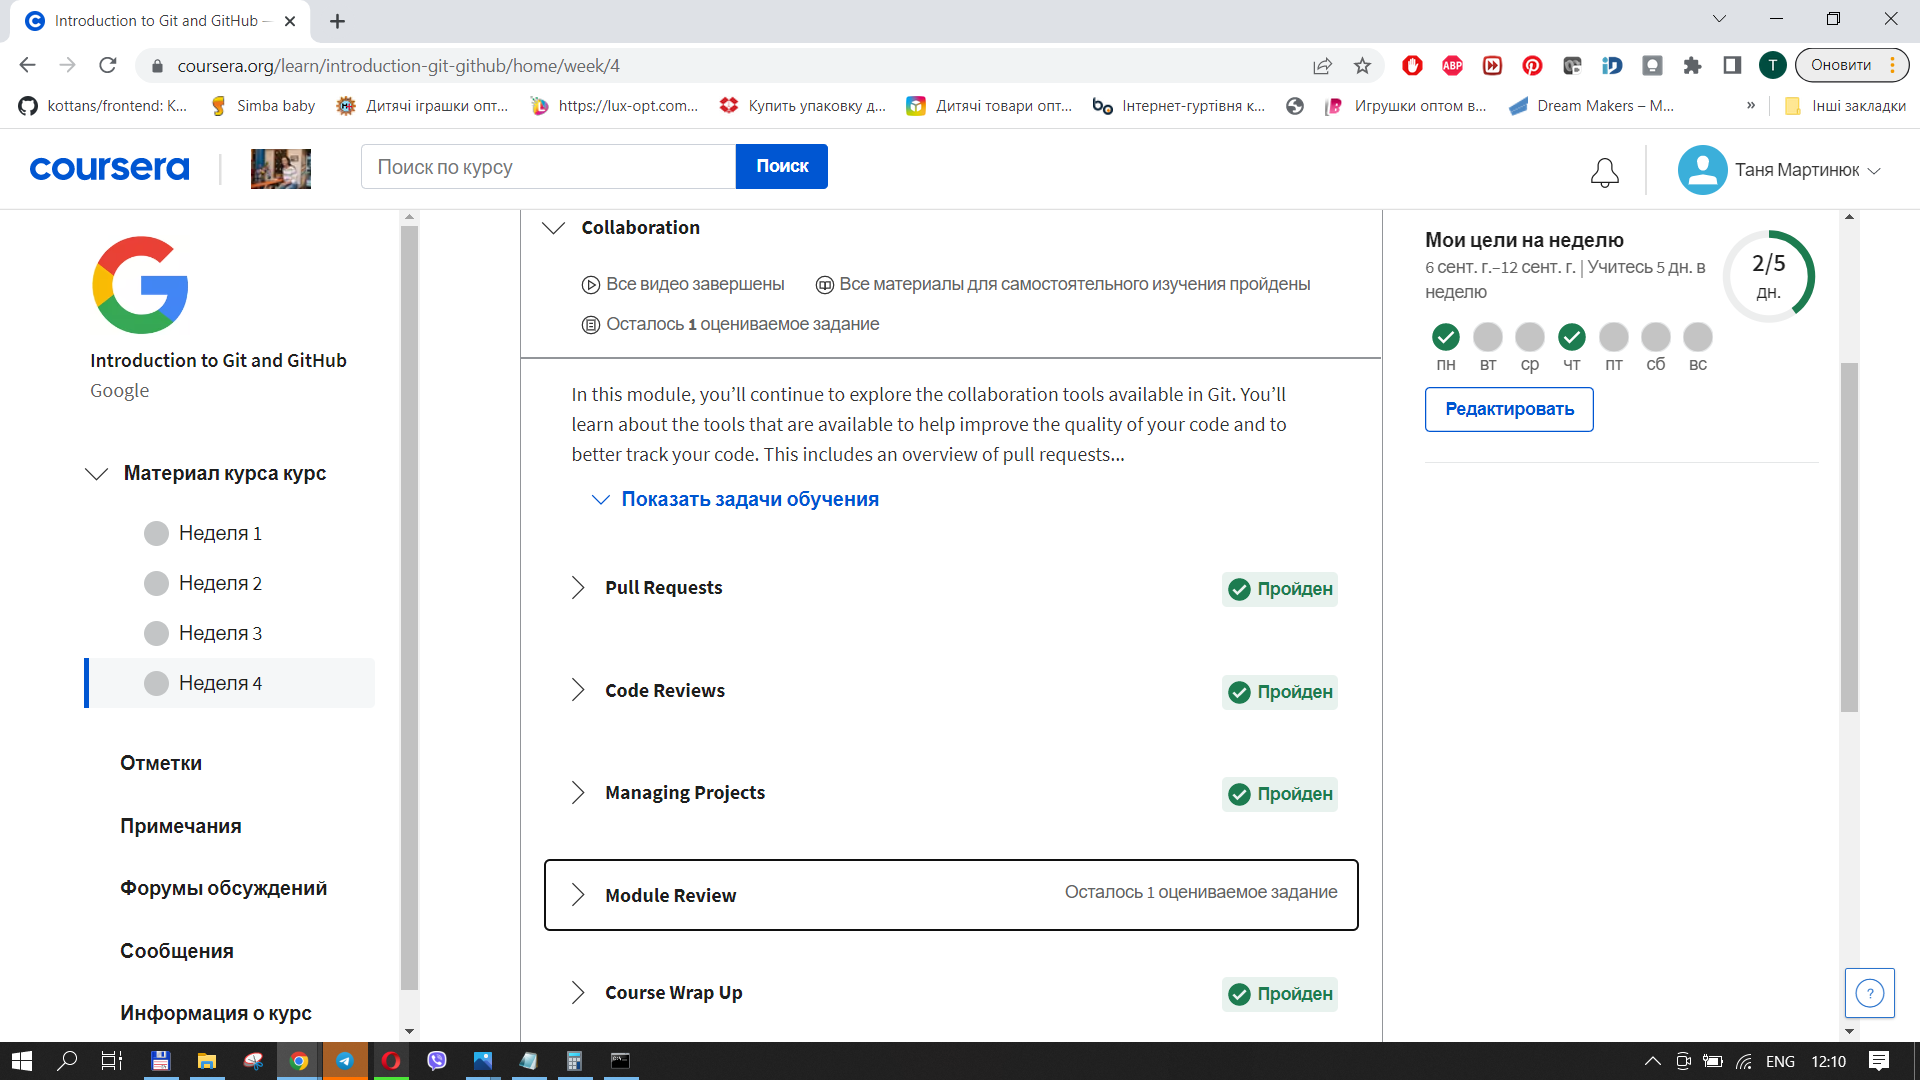 Introduction to Git and GitHub –
coursera.org/learn/introduction-git-github/home/week/4
ABP
T
Оновити
kottans/frontend: K...
Simba baby
Дитячі іграшки опт...
https://lux-opt.com...
Купить упаковку д...
Дитячі товари опт...
Інтернет-гуртівня к...
Игрушки оптом в...
Dream Makers – M...
»
Інші закладки
coursera
Поиск по курсу
Поиск
Таня Мартинюк
Introduction to Git and GitHub
Google
Материал курса курс
Неделя 1
Неделя 2
Неделя 3
Неделя 4
Отметки
Примечания
Форумы обсуждений
Сообщения
Информация о курс
Collaboration
Все видео завершены
Все материалы для самостоятельного изучения пройдены
Осталось 1 оцениваемое задание
In this module, you’ll continue to explore the collaboration tools available in Git. You’ll
learn about the tools that are available to help improve the quality of your code and to
better track your code. This includes an overview of pull requests...
Показать задачи обучения
Pull Requests
Пройден
Code Reviews
Пройден
Managing Projects
Пройден
Module Review
Осталось 1 оцениваемое задание
Course Wrap Up
Пройден
Мои цели на неделю
6 сент. г.–12 сент. г. | Учитесь 5 дн. в
неделю
2/5
дн.
пн вт ср чт пт сб вс
Редактировать
?
ENG
12:10